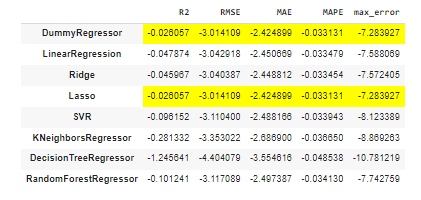 R2 RMSE MAE MAPE max_error
DummyRegressor -0.026057 -3.014109 -2.424899 -0.033131 -7.283927
LinearRegression -0.047874 -3.042918 -2.450669 -0.033479 -7.588069
Ridge -0.045967 -3.040387 -2.448812 -0.033454 -7.572405
Lasso -0.026057 -3.014109 -2.424899 -0.033131 -7.283927
SVR -0.096152 -3.110400 -2.488166 -0.033943 -8.123389
KNeighborsRegressor -0.281332 -3.353022 -2.686900 -0.036650 -8.869263
DecisionTreeRegressor -1.245641 -4.404079 -3.554616 -0.048538 -10.781219
RandomForestRegressor -0.101241 -3.117089 -2.497387 -0.034130 -7.742759